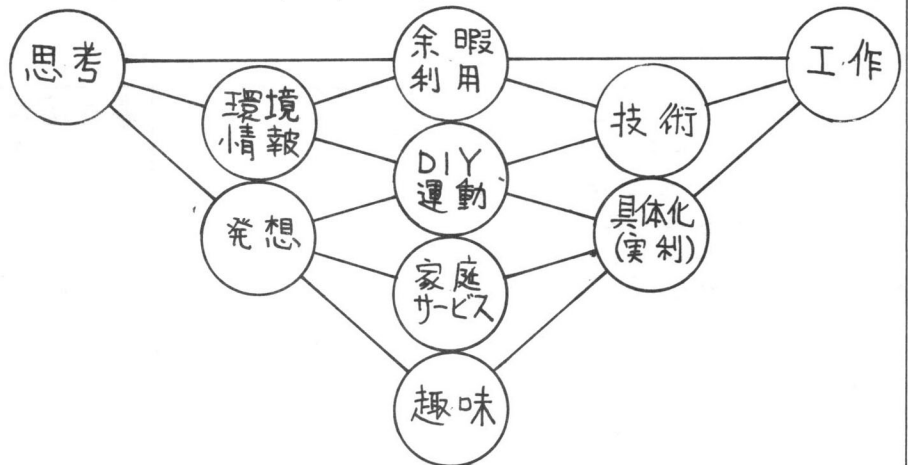 思考
余暇
利用
工作
環境
情報
技術
DIY
運動
発想
具体化
(実利)
家庭
サービス
趣味